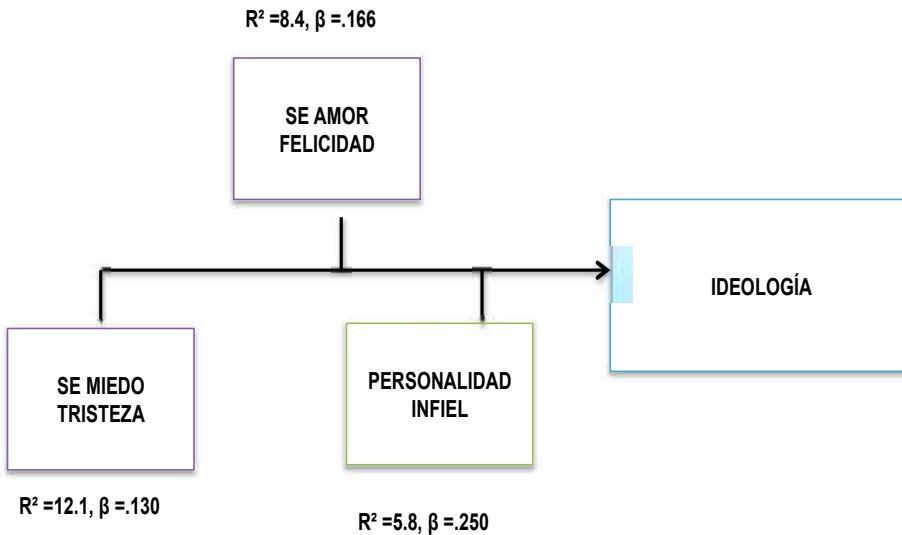 R² =8.4, β =.166
SE AMOR
FELICIDAD
IDEOLOGÍA
SE MIEDO
TRISTEZA
PERSONALIDAD
INFIEL
R² =12.1, β =.130
R² =5.8, β =.250